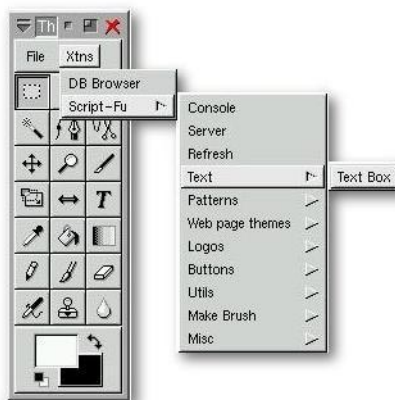 Th
File Xtns
DB Browser
Script-Fu
Console
Server
Refresh
Text
Text Box
Patterns
Web page themes
Logos
Buttons
Utils
Make Brush
Misc